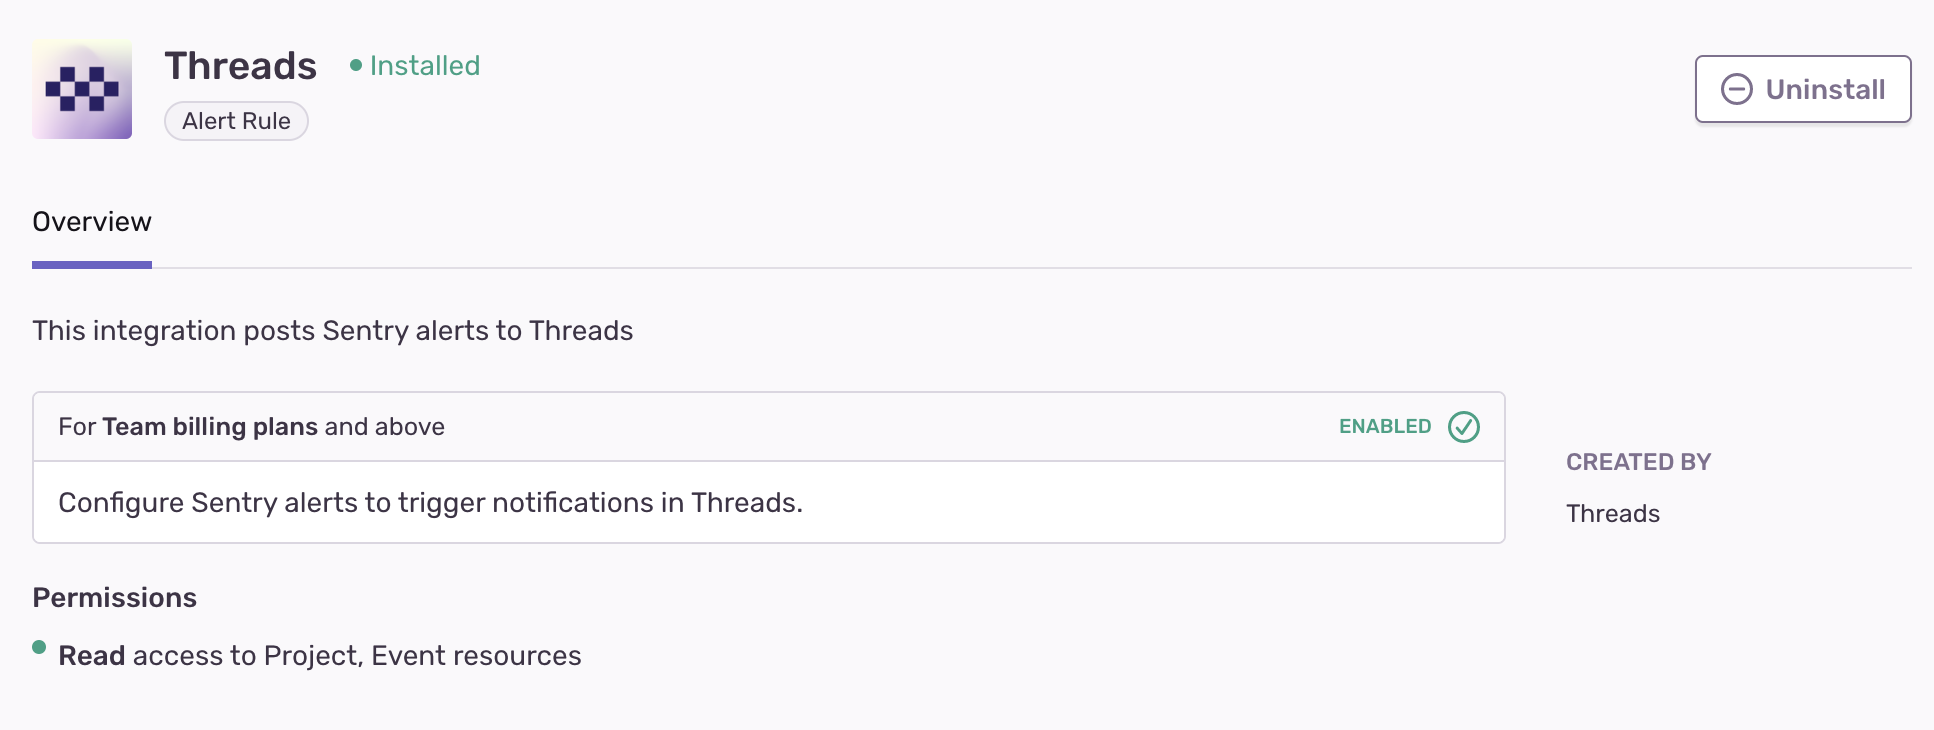 Threads
Installed
Uninstall
Alert Rule
Overview
This integration posts Sentry alerts to Threads
For Team billing plans and above
ENABLED
Configure Sentry alerts to trigger notifications in Threads.
CREATED BY
Threads
Permissions
Read access to Project, Event resources